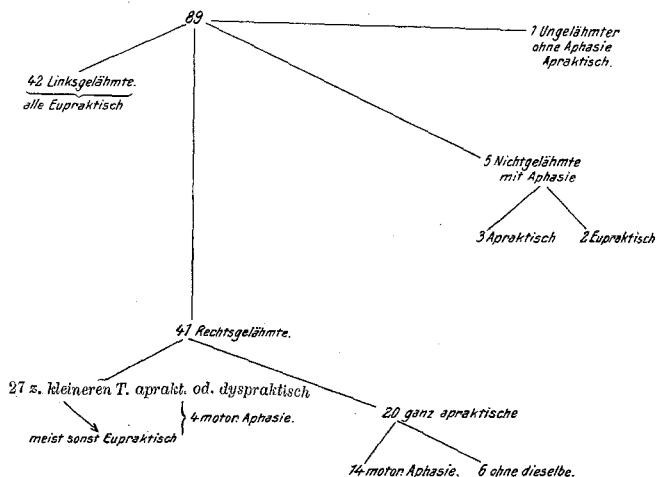 89
1 Ungelähmter
ohne Aphasie
Apraktisch.
42 Linksgelähmte.
alle Eupraktisch
5 Nichtgelähmte
mit Aphasie
3 Apraktisch
2 Eupraktisch
41 Rechtsgelähmte.
21 z. kleineren T. aprakt. od. dyspraktisch
4 motor. Aphasie.
meist sonst Eupraktisch
20 ganz apraktische
14 motor. Aphasie.
6 ohne dieselbe.